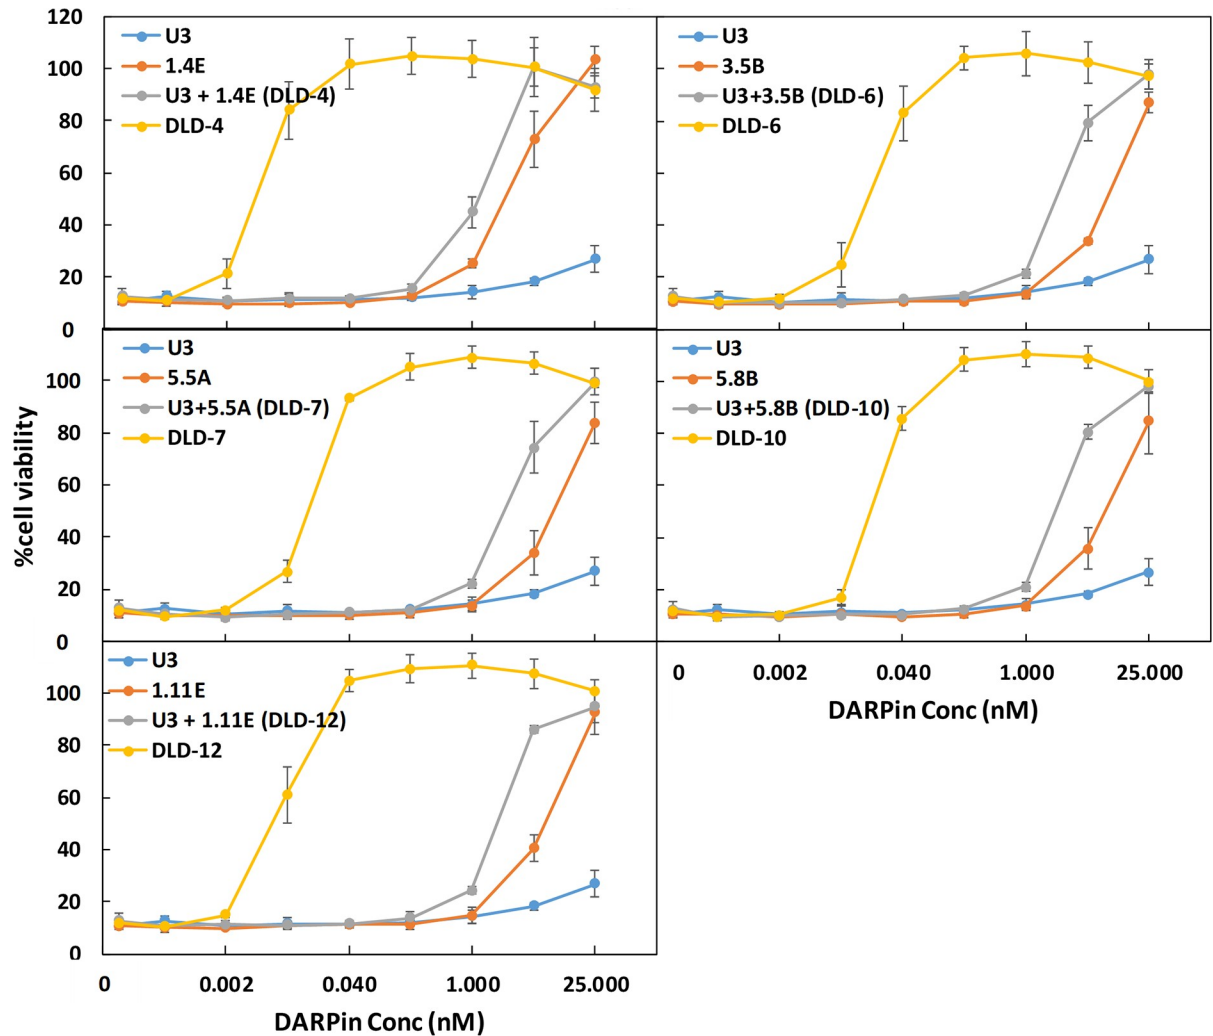 120
100
80
60
40
20
0
U3
1.4E
U3 + 1.4E (DLD-4)
DLD-4
U3
3.5B
U3+3.5B (DLD-6)
DLD-6
100
80
60
40
20
0
U3
5.5A
U3+5.5A (DLD-7)
DLD-7
U3
5.8B
U3+5.8B (DLD-10)
DLD-10
%cell viability
0 0.002 0.040 1.000 25.000
DARPin Conc (nM)
100
80
60
40
20
0
U3
1.11E
U3 + 1.11E (DLD-12)
DLD-12
0 0.002 0.040 1.000 25.000
DARPin Conc (nM)